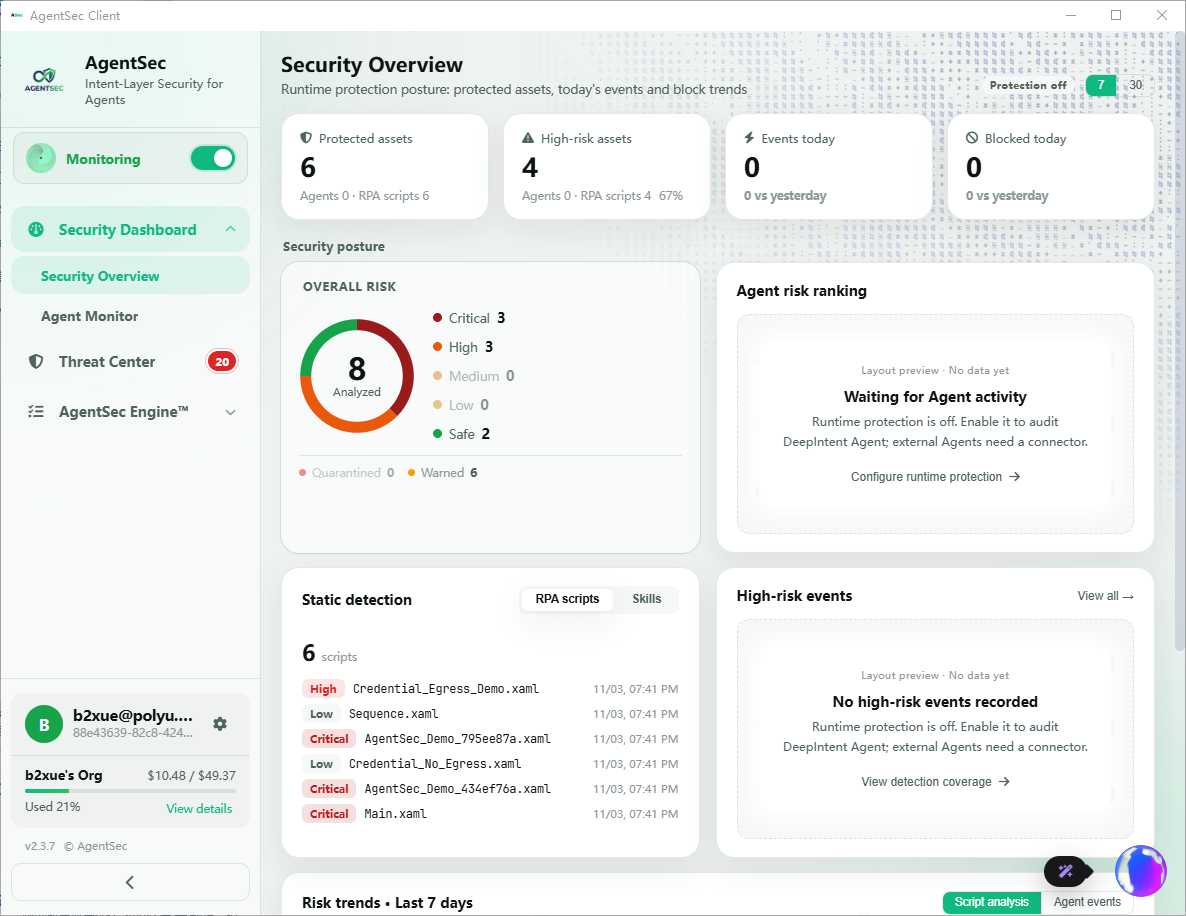 ASec AgentSec Client
AGENTSEC
AgentSec
Intent-Layer Security for
Agents
Monitoring
Security Dashboard
Security Overview
Agent Monitor
Threat Center 20
AgentSec Engine™
B
b2xue@polyu....
88e43639-82c8-424...
b2xue's Org $10.48 / $49.37
Used 21% View details
v2.3.7 © AgentSec
Security Overview
Runtime protection posture: protected assets, today's events and block trends
Protection off 7 30
Protected assets
6
Agents 0 · RPA scripts 6
High-risk assets
4
Agents 0 · RPA scripts 4 67%
Events today
0
0 vs yesterday
Blocked today
0
0 vs yesterday
Security posture
OVERALL RISK
8
Analyzed
Critical 3
High 3
Medium 0
Low 0
Safe 2
Quarantined 0 Warned 6
Agent risk ranking
Layout preview · No data yet
Waiting for Agent activity
Runtime protection is off. Enable it to audit
DeepIntent Agent; external Agents need a connector.
Configure runtime protection →
Static detection RPA scripts Skills
6 scripts
High Credential_Egress_Demo.xaml 11/03, 07:41 PM
Low Sequence.xaml 11/03, 07:41 PM
Critical AgentSec_Demo_795ee87a.xaml 11/03, 07:41 PM
Low Credential_No_Egress.xaml 11/03, 07:41 PM
Critical AgentSec_Demo_434ef76a.xaml 11/03, 07:41 PM
Critical Main.xaml 11/03, 07:41 PM
High-risk events View all →
Layout preview · No data yet
No high-risk events recorded
Runtime protection is off. Enable it to audit
DeepIntent Agent; external Agents need a connector.
View detection coverage →
Risk trends • Last 7 days Script analysis Agent events